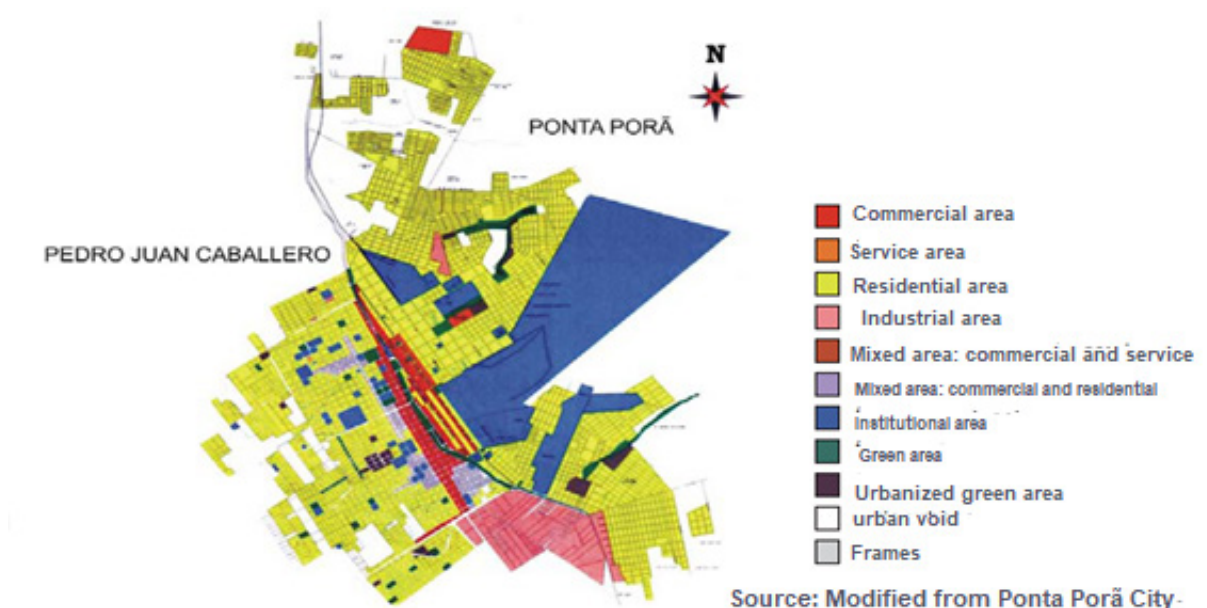 N
PONTA PORÃ
PEDRO JUAN CABALLERO
Commercial area
Service area
Residential area
Industrial area
Mixed area: commercial and service
Mixed area: commercial and residential
institutional area
Green area
Urbanized green area
urban void
Frames
Source: Modified from Ponta Porã City